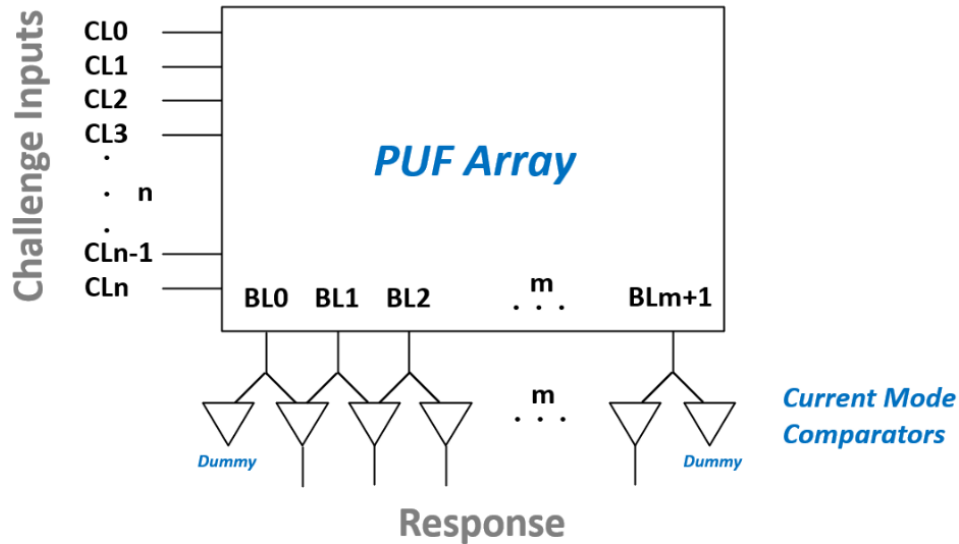 Challenge Inputs
CL0
CL1
CL2
CL3
.
. n
.
CLn-1
CLn
PUF Array
BL0 BL1 BL2 m . . . BLm+1
m
. . .
Current Mode
Comparators
Dummy Dummy
Response